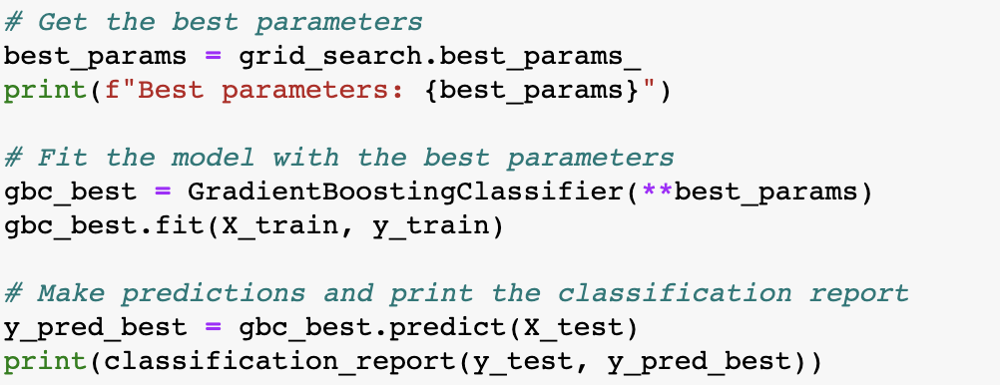 # Get the best parameters
best_params = grid_search.best_params_
print(f"Best parameters: {best_params}")
# Fit the model with the best parameters
gbc_best = GradientBoostingClassifier(**best_params)
gbc_best.fit(X_train, y_train)
# Make predictions and print the classification report
y_pred_best = gbc_best.predict(X_test)
print(classification_report(y_test, y_pred_best))